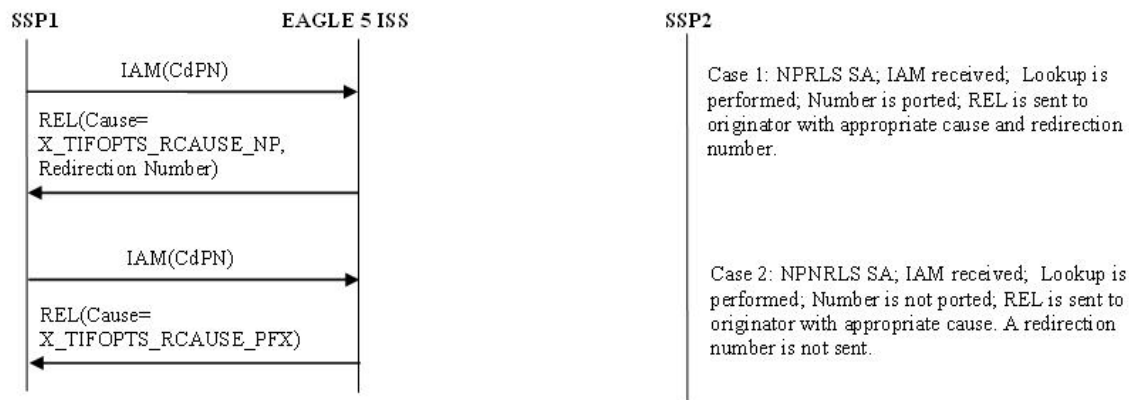 SSP1
EAGLE 5 ISS
SSP2
IAM(CdPN)
REL(Cause=
X_TIFOPTS_RCAUSE_NP,
Redirection Number)
Case 1: NPRLS SA; IAM received; Lookup is
performed; Number is ported; REL is sent to
originator with appropriate cause and redirection
number.
IAM(CdPN)
REL(Cause=
X_TIFOPTS_RCAUSE_PFX)
Case 2: NPNRLS SA; IAM received; Lookup is
performed; Number is not ported; REL is sent to
originator with appropriate cause. A redirection
number is not sent.